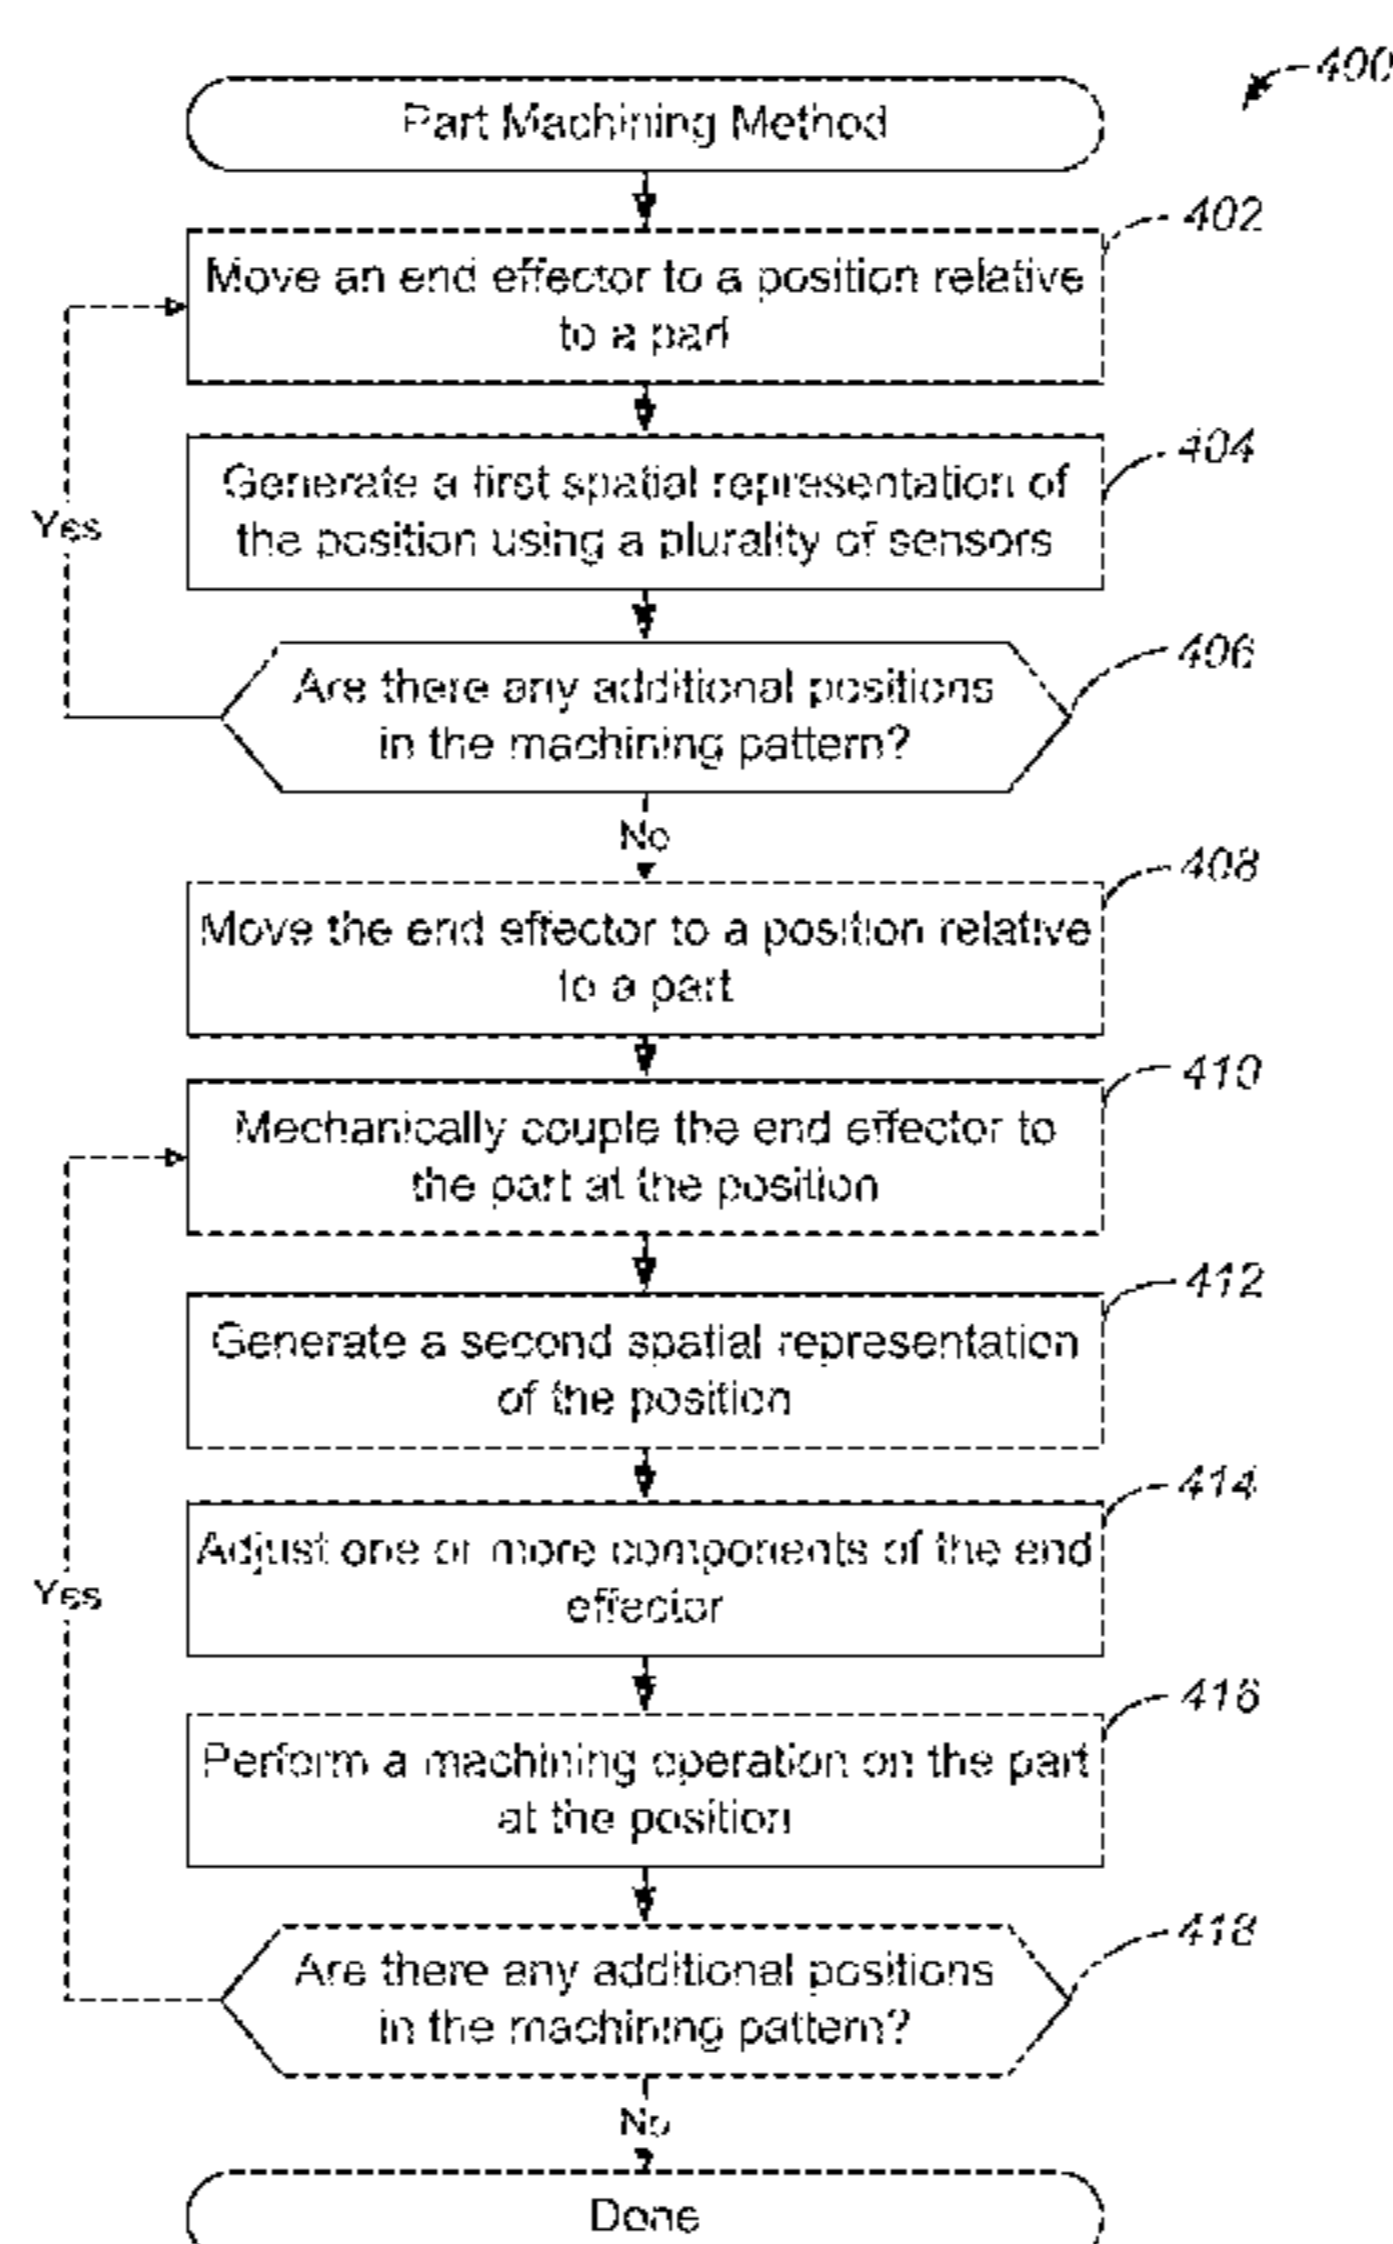 400
Part Machining Method
402
Move an end effector to a position relative
to a part
404
Generate a first spatial representation of
the position using a plurality of sensors
Yes
406
Are there any additional positions
in the machining pattern?
No
408
Move the end effector to a position relative
to a part
410
Mechanically couple the end effector to
the part at the position
412
Generate a second spatial representation
of the position
414
Adjust one or more components of the end
effector
Yes
416
Perform a machining operation on the part
at the position
418
Are there any additional positions
in the machining pattern?
No
Done